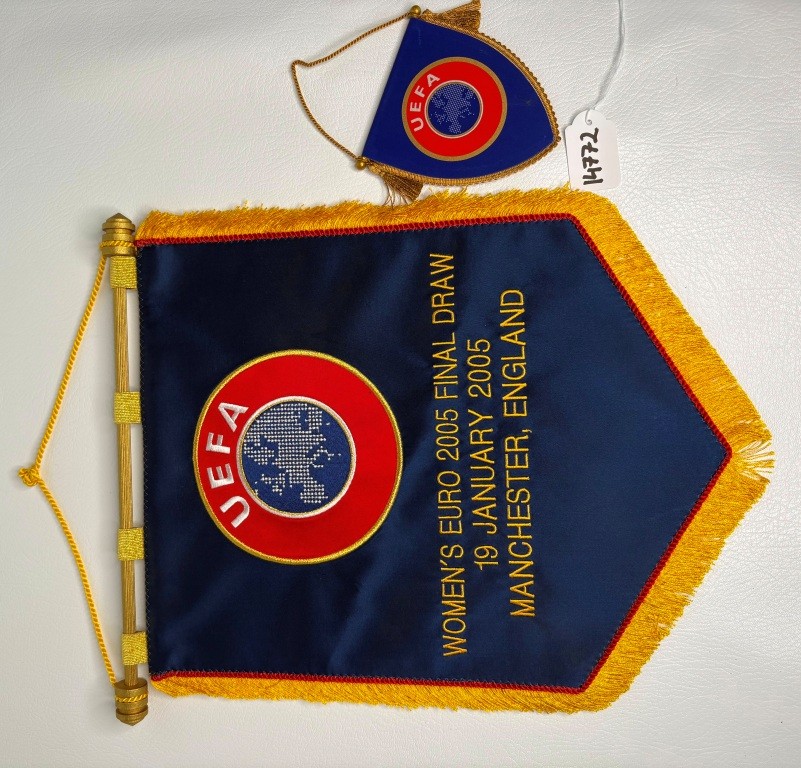 UEFA
14772
UEFA
WOMEN'S EURO 2005 FINAL DRAW
19 JANUARY 2005
MANCHESTER, ENGLAND